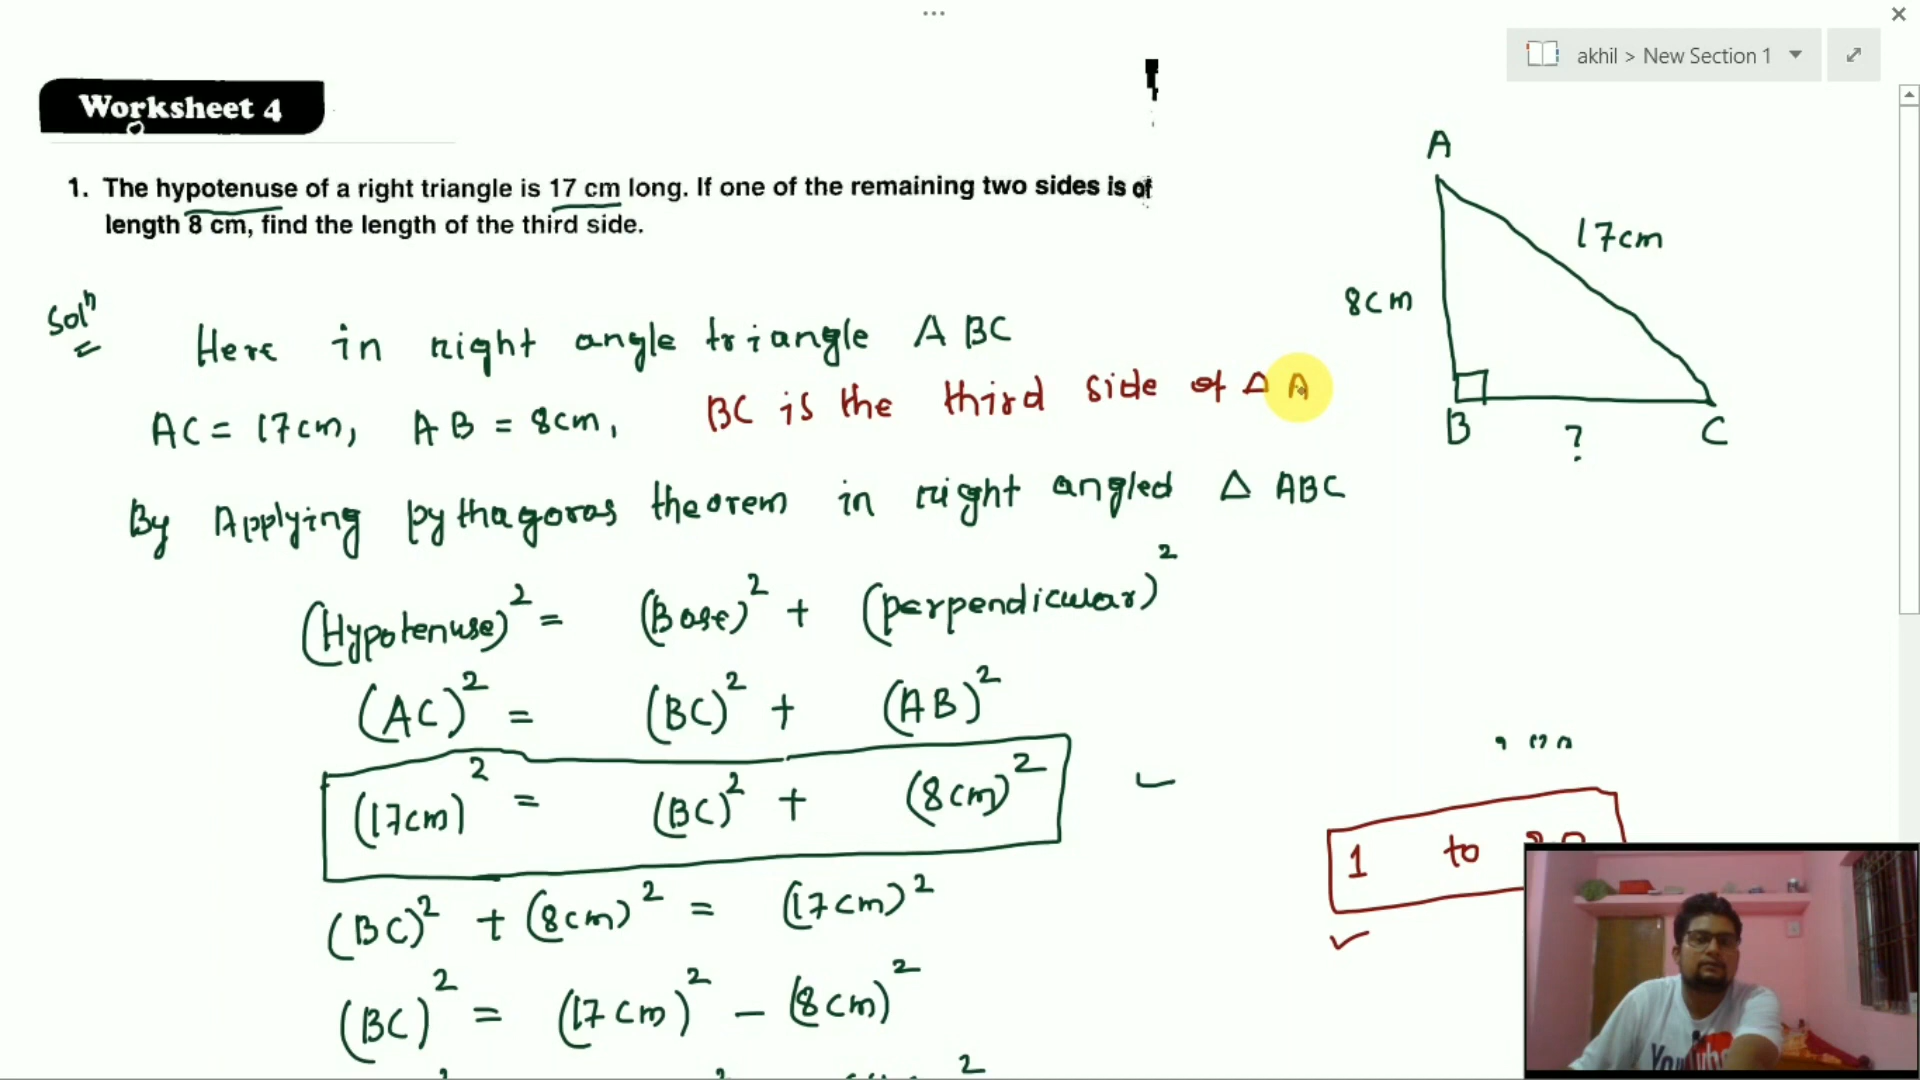 akhil > New Section 1
Worksheet 4
1. The hypotenuse of a right triangle is 17 cm long. If one of the remaining two sides is of
length 8 cm, find the length of the third side.
A
17cm
8cm
B
?
C
Solⁿ
Here in right angle triangle ABC
AC = 17cm, AB = 8cm,
BC is the third side of Δ A
By Applying pythagoras theorem in right angled Δ ABC
(Hypotenuse)² = (Base)² + (perpendicular)²
(AC)² = (BC)² + (AB)²
(17cm)² = (BC)² + (8cm)²
(BC)² + (8cm)² = (17cm)²
(BC)² = (17cm)² − (8cm)²
1 to